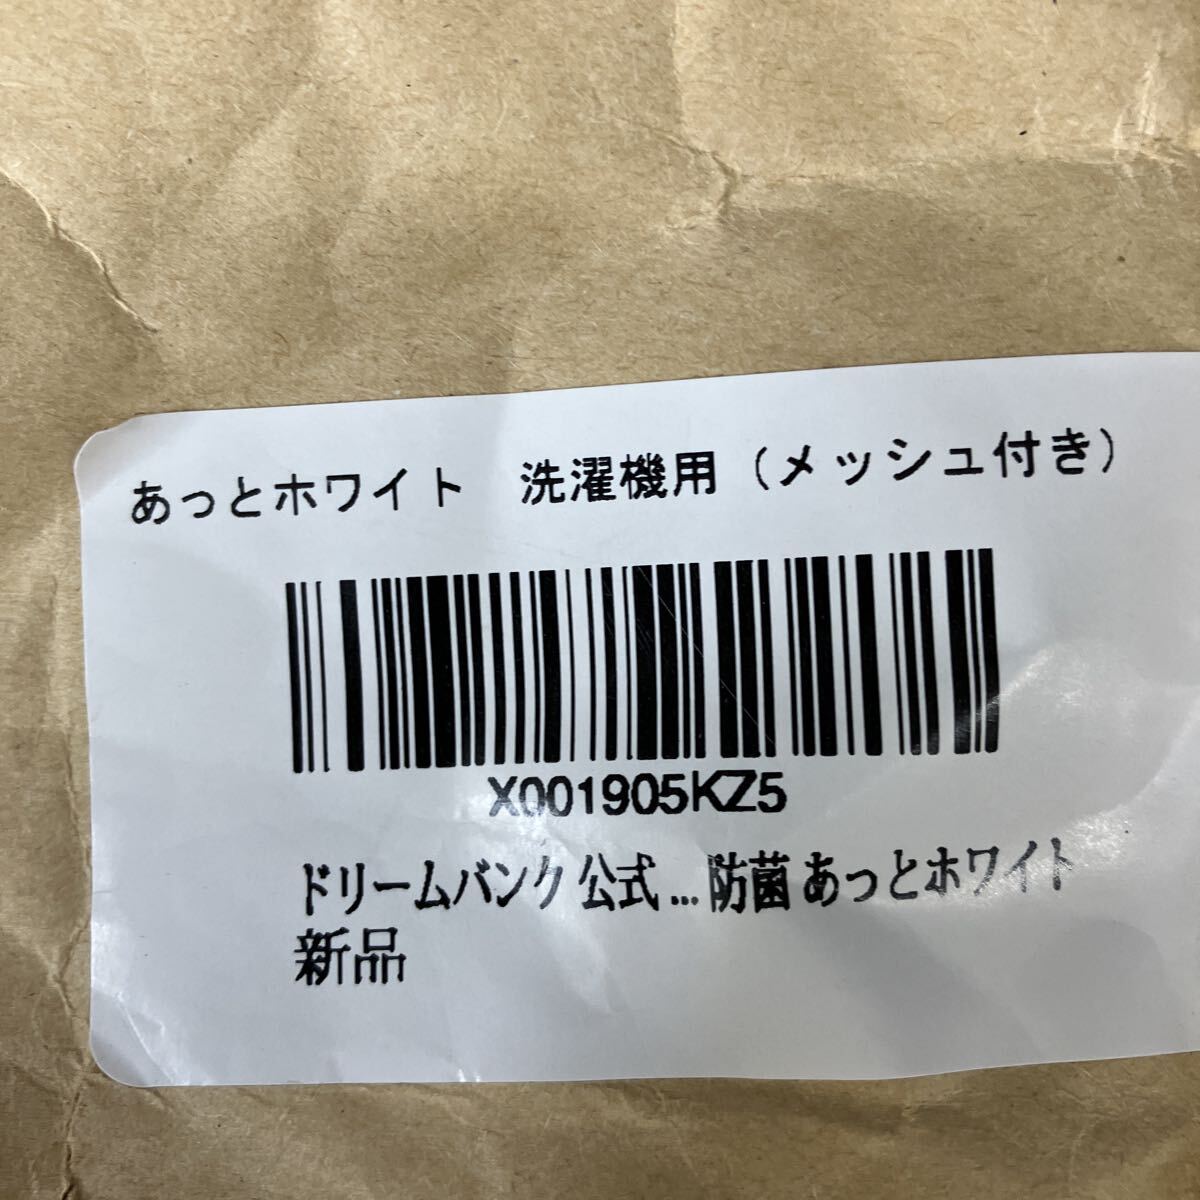 あっとホワイト　洗濯機用（メッシュ付き）
X001905KZ5
ドリームバンク 公式 ... 防菌 あっとホワイト
新品